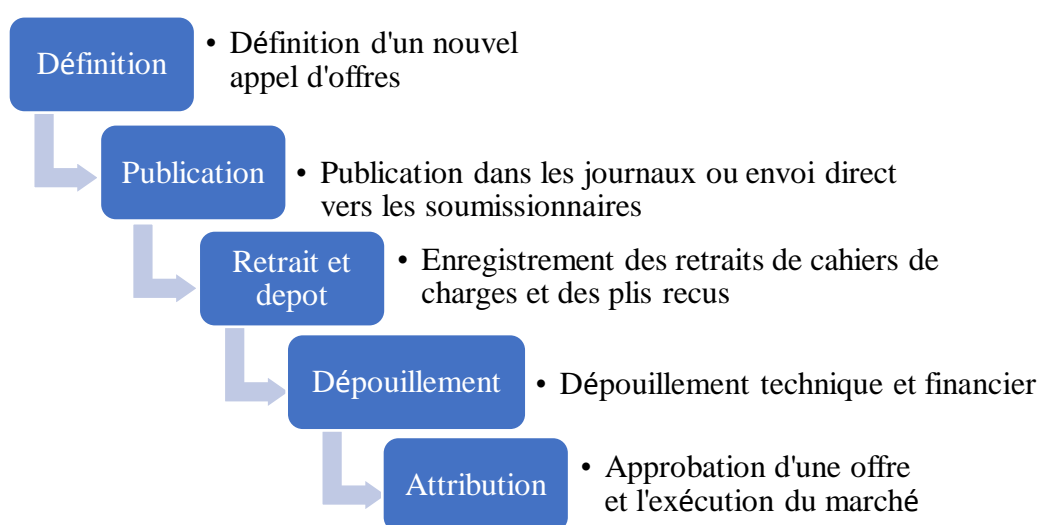 Définition
• Définition d'un nouvel
appel d'offres
Publication
• Publication dans les journaux ou envoi direct
vers les soumissionnaires
Retrait et
depot
• Enregistrement des retraits de cahiers de
charges et des plis recus
Dépouillement
• Dépouillement technique et financier
Attribution
• Approbation d'une offre
et l'exécution du marché